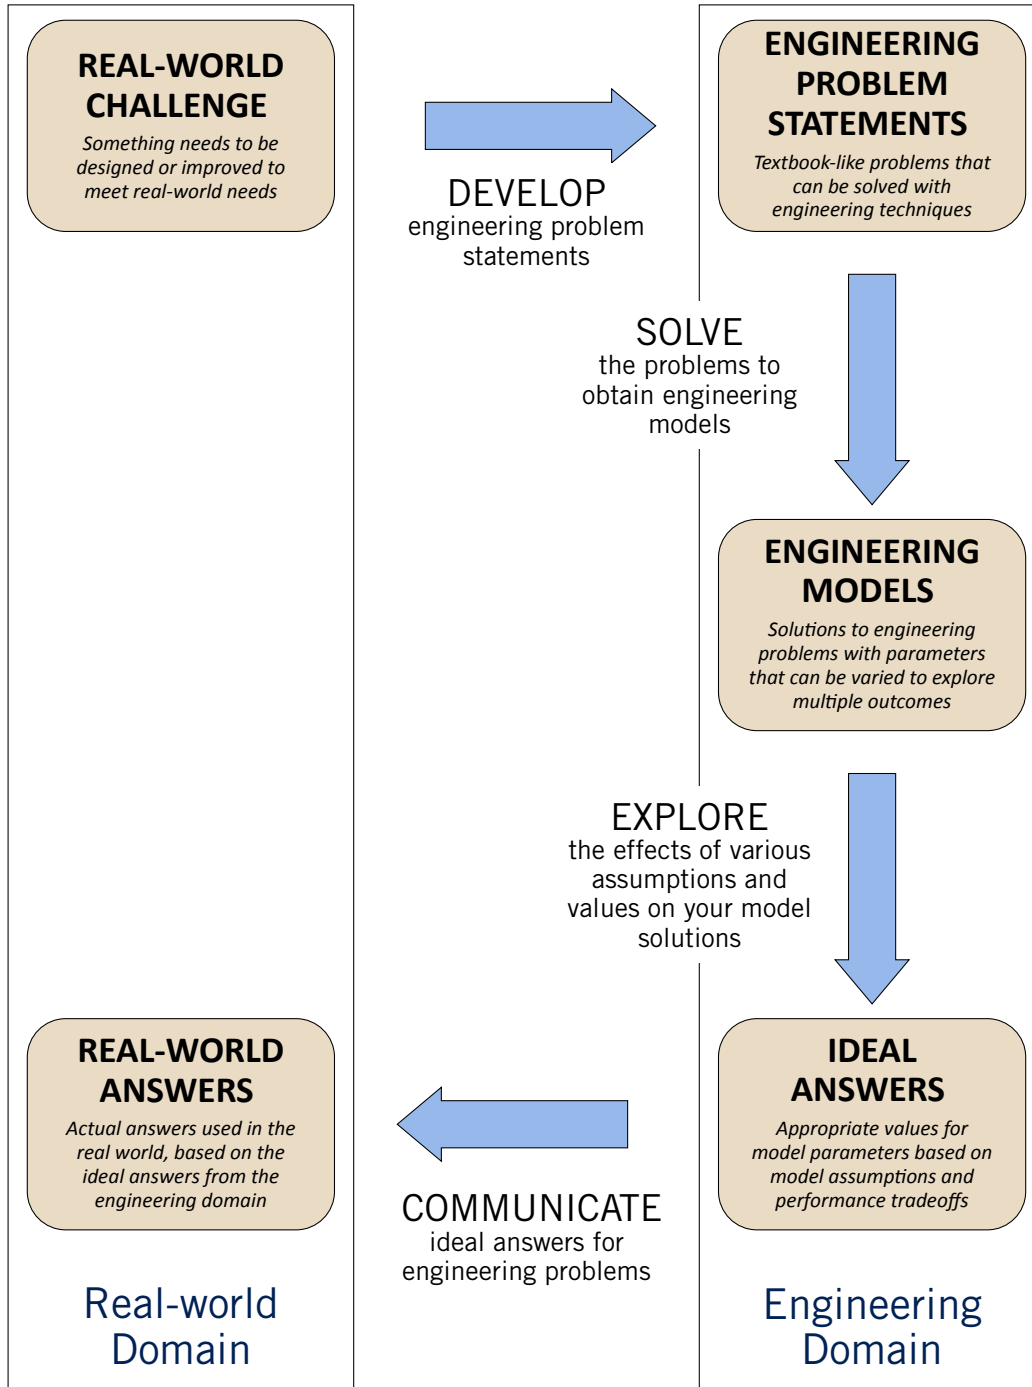 REAL-WORLD
CHALLENGE
Something needs to be
designed or improved to
meet real-world needs
DEVELOP
engineering problem
statements
ENGINEERING
PROBLEM
STATEMENTS
Textbook-like problems that
can be solved with
engineering techniques
SOLVE
the problems to
obtain engineering
models
ENGINEERING
MODELS
Solutions to engineering
problems with parameters
that can be varied to explore
multiple outcomes
EXPLORE
the effects of various
assumptions and
values on your model
solutions
IDEAL
ANSWERS
Appropriate values for
model parameters based on
model assumptions and
performance tradeoffs
COMMUNICATE
ideal answers for
engineering problems
REAL-WORLD
ANSWERS
Actual answers used in the
real world, based on the
ideal answers from the
engineering domain
Real-world
Domain
Engineering
Domain